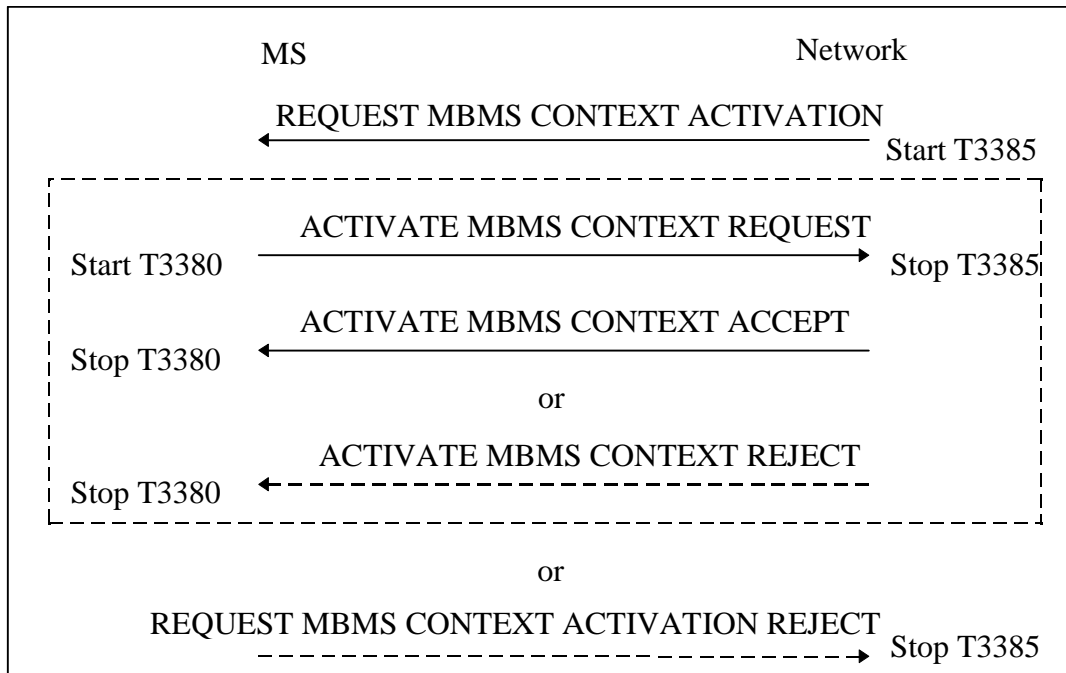 MS
Network
REQUEST MBMS CONTEXT ACTIVATION
Start T3385
ACTIVATE MBMS CONTEXT REQUEST
Start T3380
Stop T3385
ACTIVATE MBMS CONTEXT ACCEPT
Stop T3380
or
ACTIVATE MBMS CONTEXT REJECT
Stop T3380
or
REQUEST MBMS CONTEXT ACTIVATION REJECT
Stop T3385